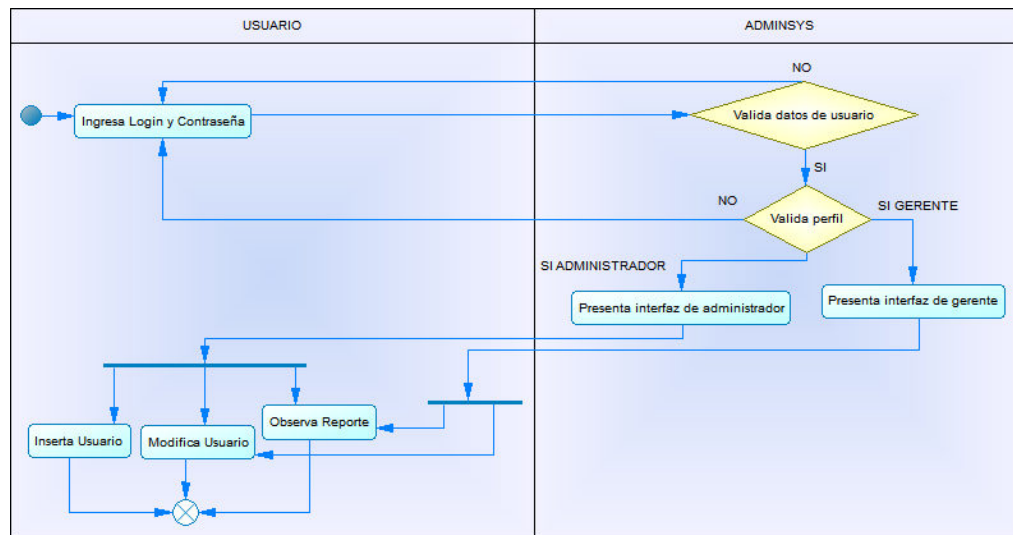 USUARIO
ADMINSYS
NO
Ingresa Login y Contraseña
Valida datos de usuario
SI
NO
SI GERENTE
Valida perfil
SI ADMINISTRADOR
Presenta interfaz de administrador
Presenta interfaz de gerente
Observa Reporte
Inserta Usuario
Modifica Usuario